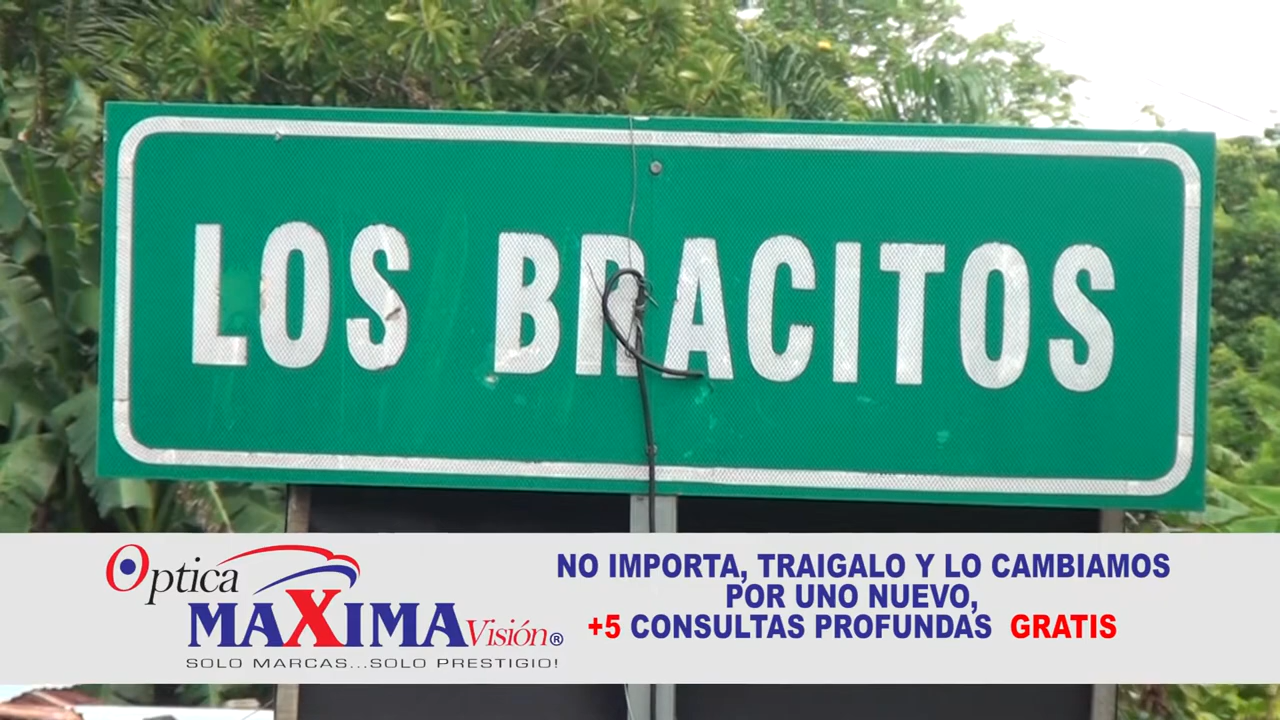 LOS BRACITOS
Optica
MAXIMA Visión®
SOLO MARCAS...SOLO PRESTIGIO!
NO IMPORTA, TRAIGALO Y LO CAMBIAMOS
POR UNO NUEVO,
+5 CONSULTAS PROFUNDAS GRATIS